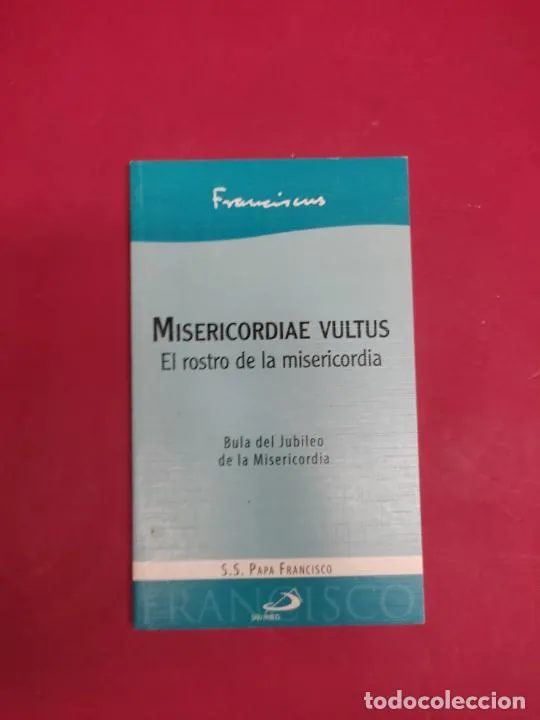 Franciscus
MISERICORDIAE VULTUS
El rostro de la misericordia
Bula del Jubileo
de la Misericordia
S.S. PAPA FRANCISCO
FRANCISCO
SAN PABLO
todocoleccion